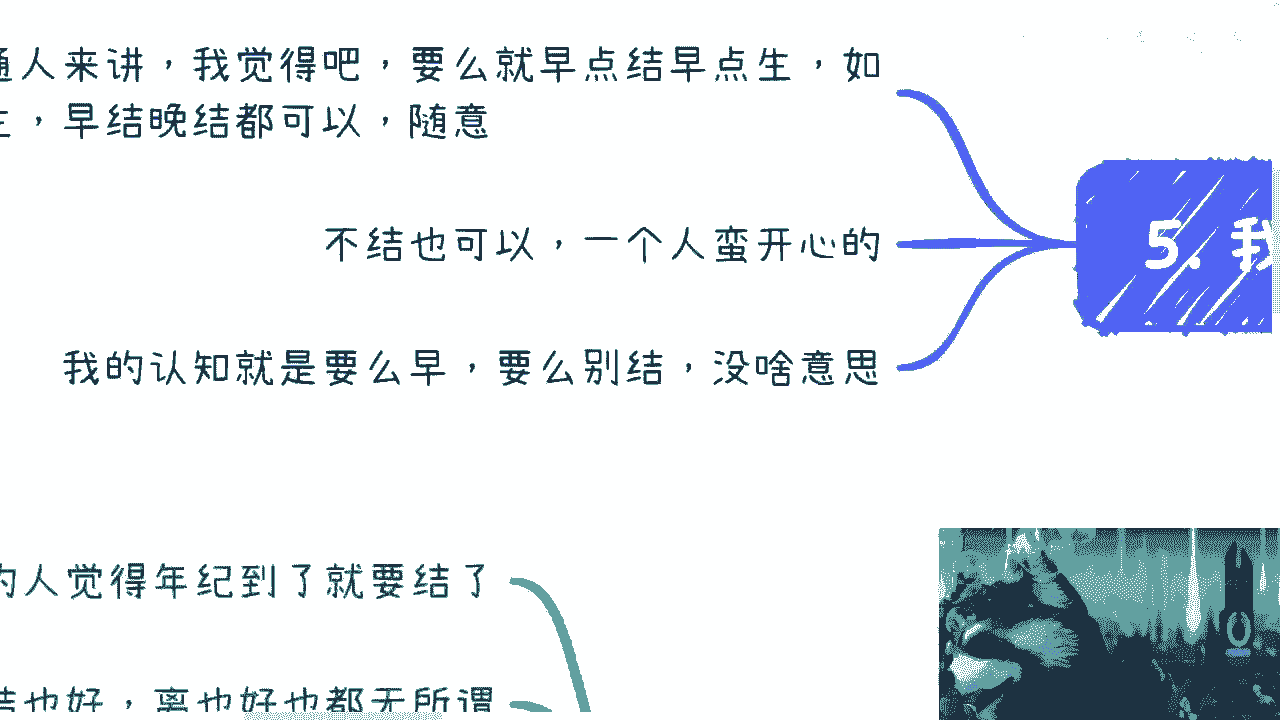 通人来讲，我觉得吧，要么就早点结早点生，如
，早结晚结都可以，随意
不结也可以，一个人蛮开心的
5. 我
我的认知就是要么早，要么别结，没啥意思
的人觉得年纪到了就要结了
结也好，离也好也都无所谓